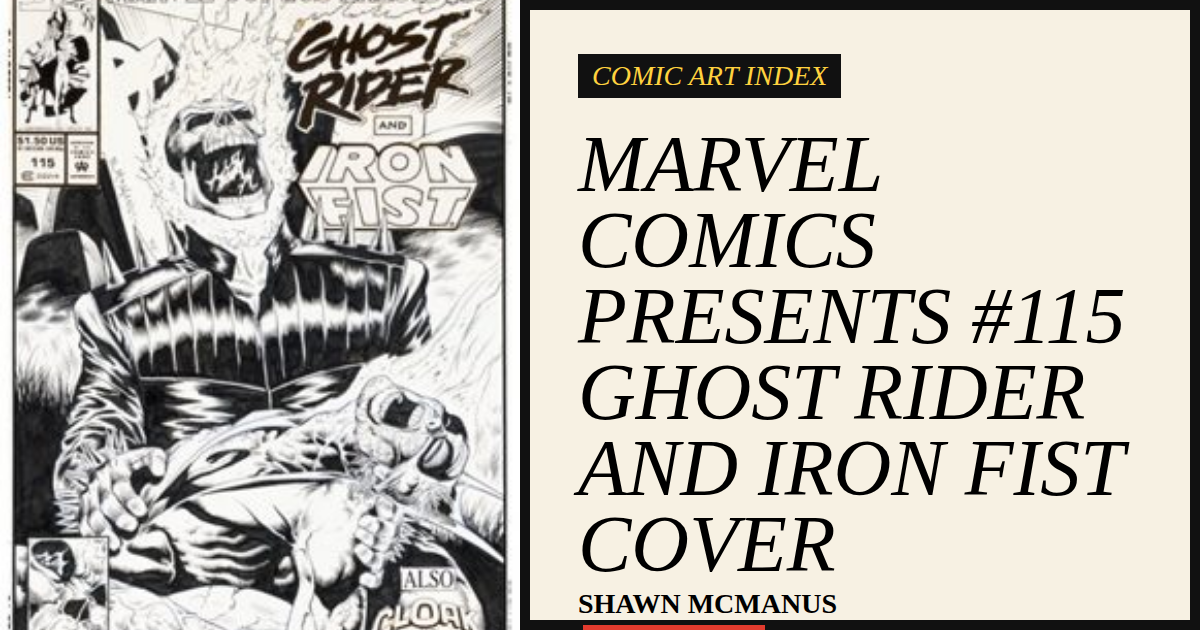 GHOST
RIDER
AND
IRON
FIST
$1.50 US
115
ALSO
CLOAK
COMIC ART INDEX
MARVEL
COMICS
PRESENTS #115
GHOST RIDER
AND IRON FIST
COVER
SHAWN MCMANUS